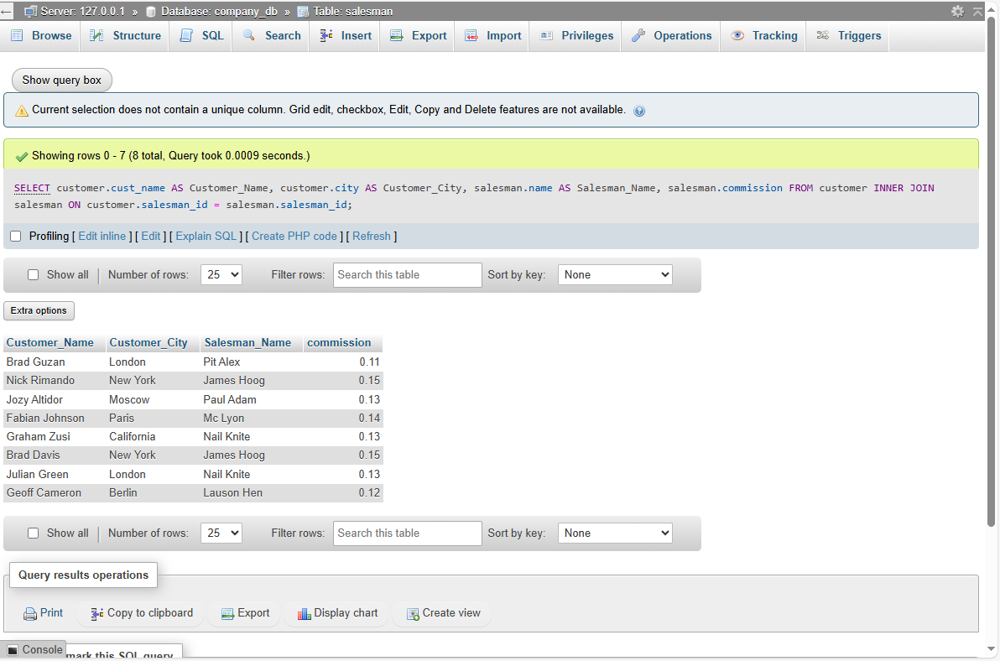 Server: 127.0.0.1 » Database: company_db » Table: salesman
Browse Structure SQL Search Insert Export Import Privileges Operations Tracking Triggers
Show query box
Current selection does not contain a unique column. Grid edit, checkbox, Edit, Copy and Delete features are not available.
Showing rows 0 - 7 (8 total, Query took 0.0009 seconds.)
SELECT customer.cust_name AS Customer_Name, customer.city AS Customer_City, salesman.name AS Salesman_Name, salesman.commission FROM customer INNER JOIN
salesman ON customer.salesman_id = salesman.salesman_id;
Profiling [ Edit inline ] [ Edit ] [ Explain SQL ] [ Create PHP code ] [ Refresh ]
Show all | Number of rows: 25 Filter rows: Search this table Sort by key: None
Extra options
Customer_Name Customer_City Salesman_Name commission
Brad Guzan London Pit Alex 0.11
Nick Rimando New York James Hoog 0.15
Jozy Altidor Moscow Paul Adam 0.13
Fabian Johnson Paris Mc Lyon 0.14
Graham Zusi California Nail Knite 0.13
Brad Davis New York James Hoog 0.15
Julian Green London Nail Knite 0.13
Geoff Cameron Berlin Lauson Hen 0.12
Show all | Number of rows: 25 Filter rows: Search this table Sort by key: None
Query results operations
Print Copy to clipboard Export Display chart Create view
Console mark this SQL query